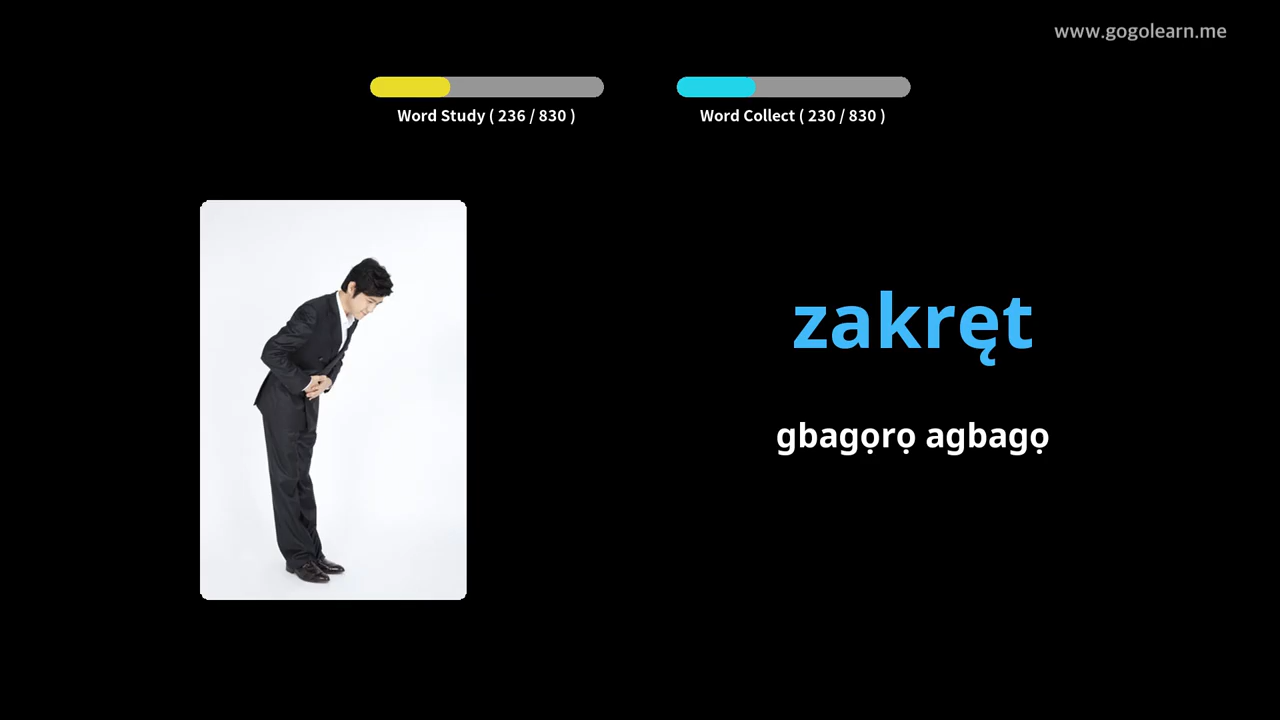 www.gogolearn.me
Word Study ( 236 / 830 )
Word Collect ( 230 / 830 )
zakręt
gbagọrọ agbagọ